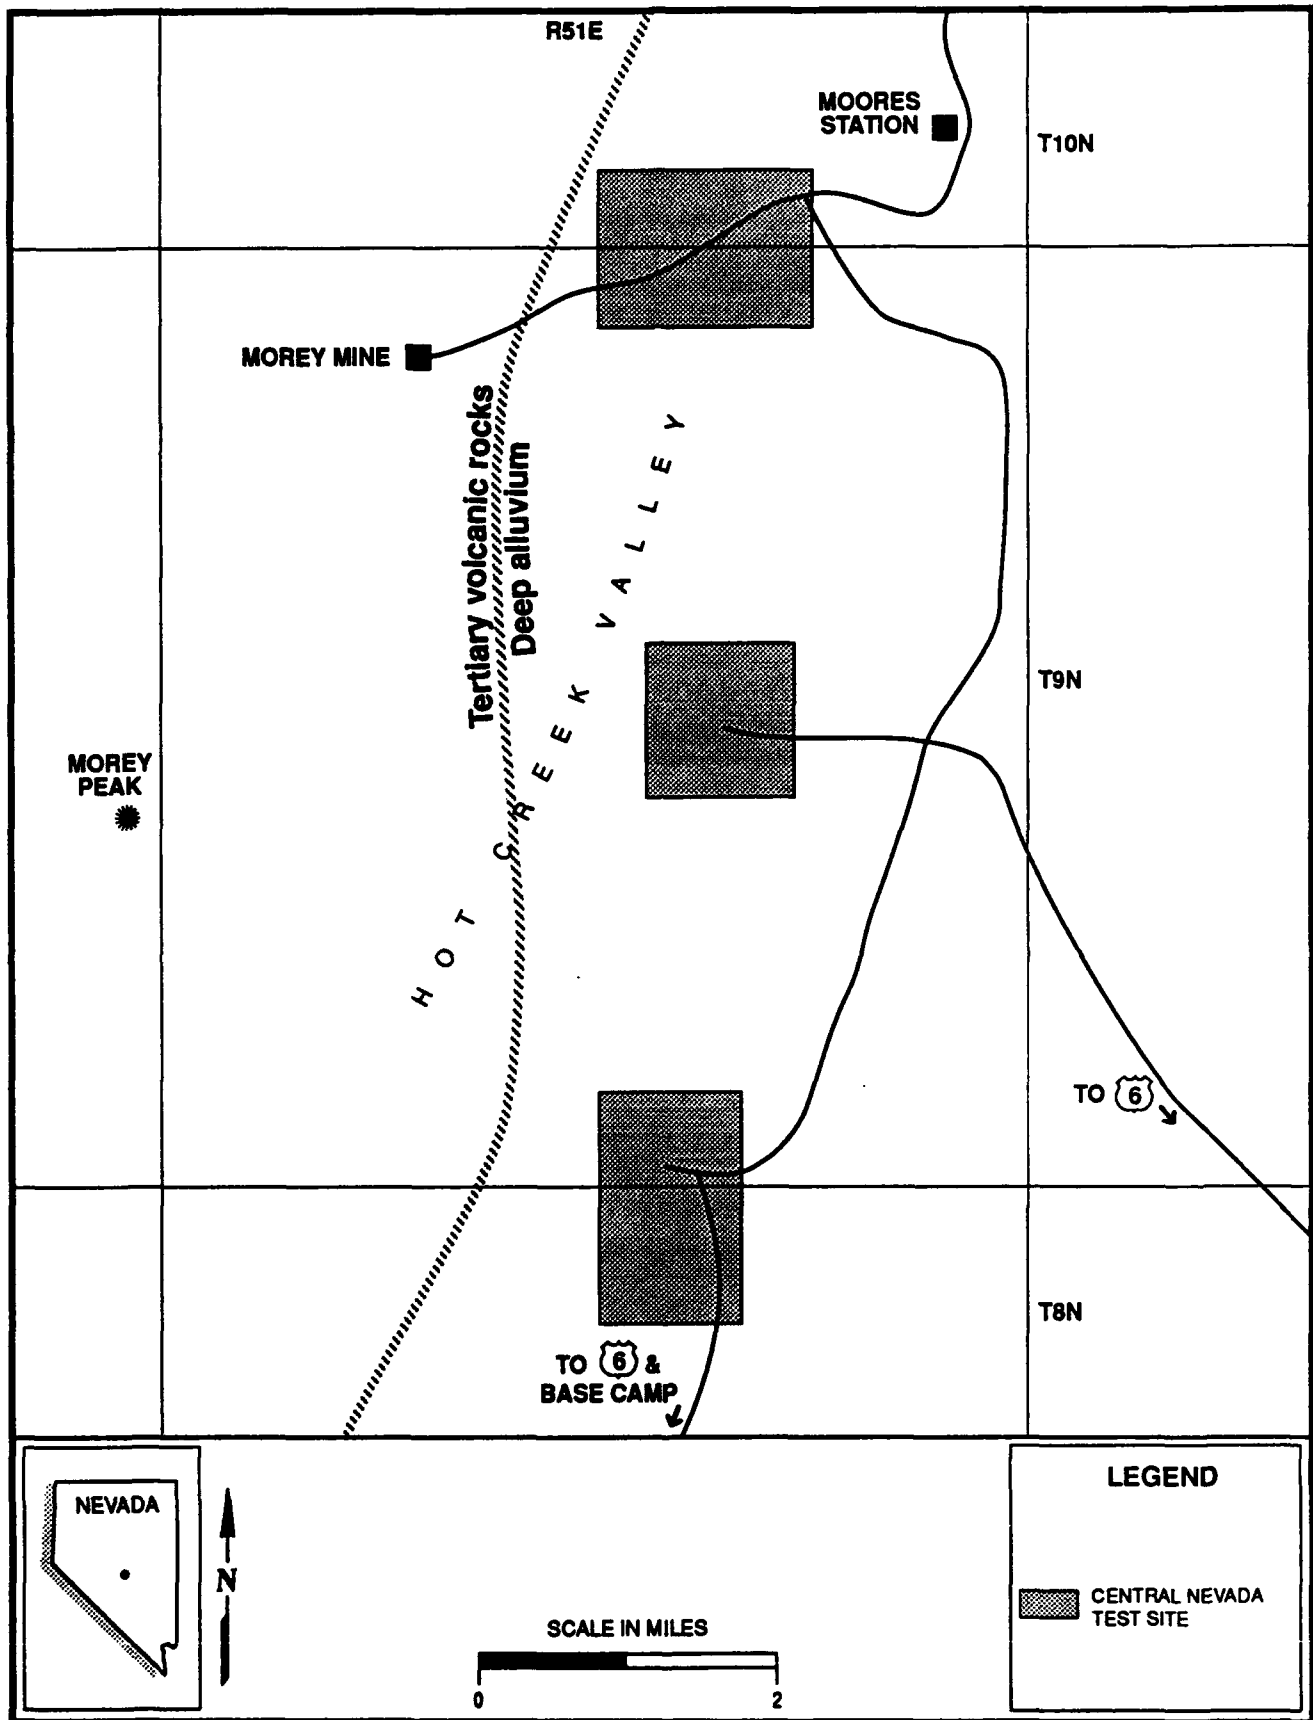 R51E
MOORES
STATION
T10N
MOREY MINE
Tertiary volcanic rocks
Deep alluvium
HOT CREEK VALLEY
T9N
MOREY
PEAK
TO 6
T8N
TO 6 &
BASE CAMP
NEVADA
N
SCALE IN MILES
0 2
LEGEND
CENTRAL NEVADA
TEST SITE